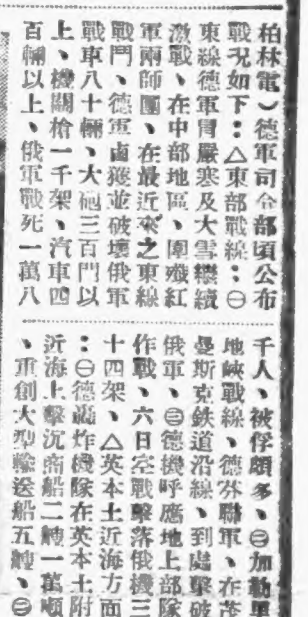 柏林電）德軍司令部頃公布
戰况如下：△東部戰線：㊀
東線德軍冒嚴寒及大雪繼續
激戰、在中部地區、圍殲紅
軍兩師團、在最近來之東線
戰鬥、德軍鹵獲並破壞俄軍
戰車八十輛、大砲三百門以
上、機關槍一千架、汽車四
百輛以上、俄軍戰死一萬八
千人、被俘頗多、㊁加勒里
地峽戰線、德芬聯軍、在茂
曼斯克鉄道沿線、到處擊破
俄軍、㊂德機呼應地上部隊
作戰、六日空戰擊落俄機三
十四架、△英本土近海方面
：㊀德轟炸機隊在英本土附
近海上擊沉商船二艘一萬噸
、重創大型輸送船五艘、㊁